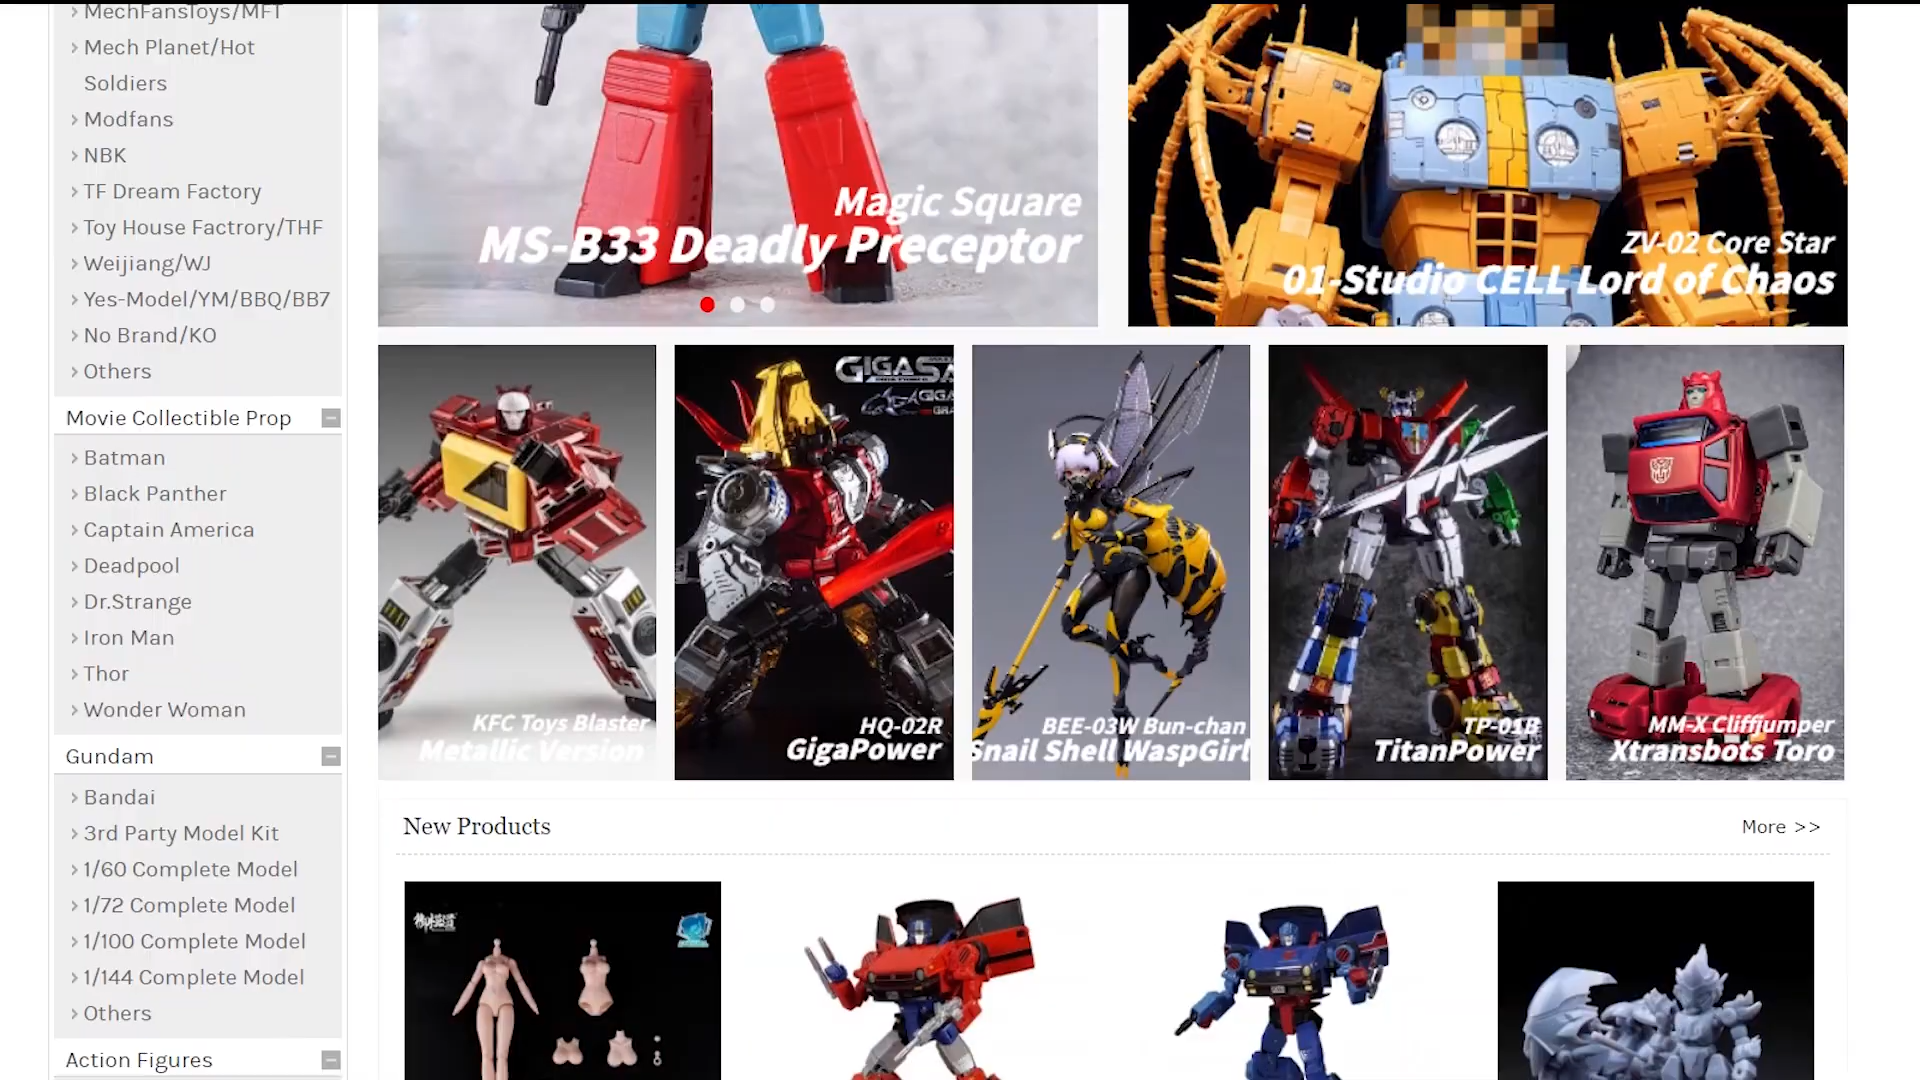 MechFansToys/MFT
Mech Planet/Hot
Soldiers
Modfans
NBK
TF Dream Factory
Toy House Factrory/THF
Weijiang/WJ
Yes-Model/YM/BBQ/BB7
No Brand/KO
Others
Movie Collectible Prop
Batman
Black Panther
Captain America
Deadpool
Dr.Strange
Iron Man
Thor
Wonder Woman
Gundam
Bandai
3rd Party Model Kit
1/60 Complete Model
1/72 Complete Model
1/100 Complete Model
1/144 Complete Model
Others
Action Figures
Magic Square
MS-B33 Deadly Preceptor
ZV-02 Core Star
01-Studio CELL Lord of Chaos
KFC Toys Blaster
Metallic Version
GIGA
HQ-02R
GigaPower
BEE-03W Bun-chan
Snail Shell WaspGirl
TP-01B
TitanPower
MM-X Cliffjumper
Xtransbots Toro
New Products
More >>